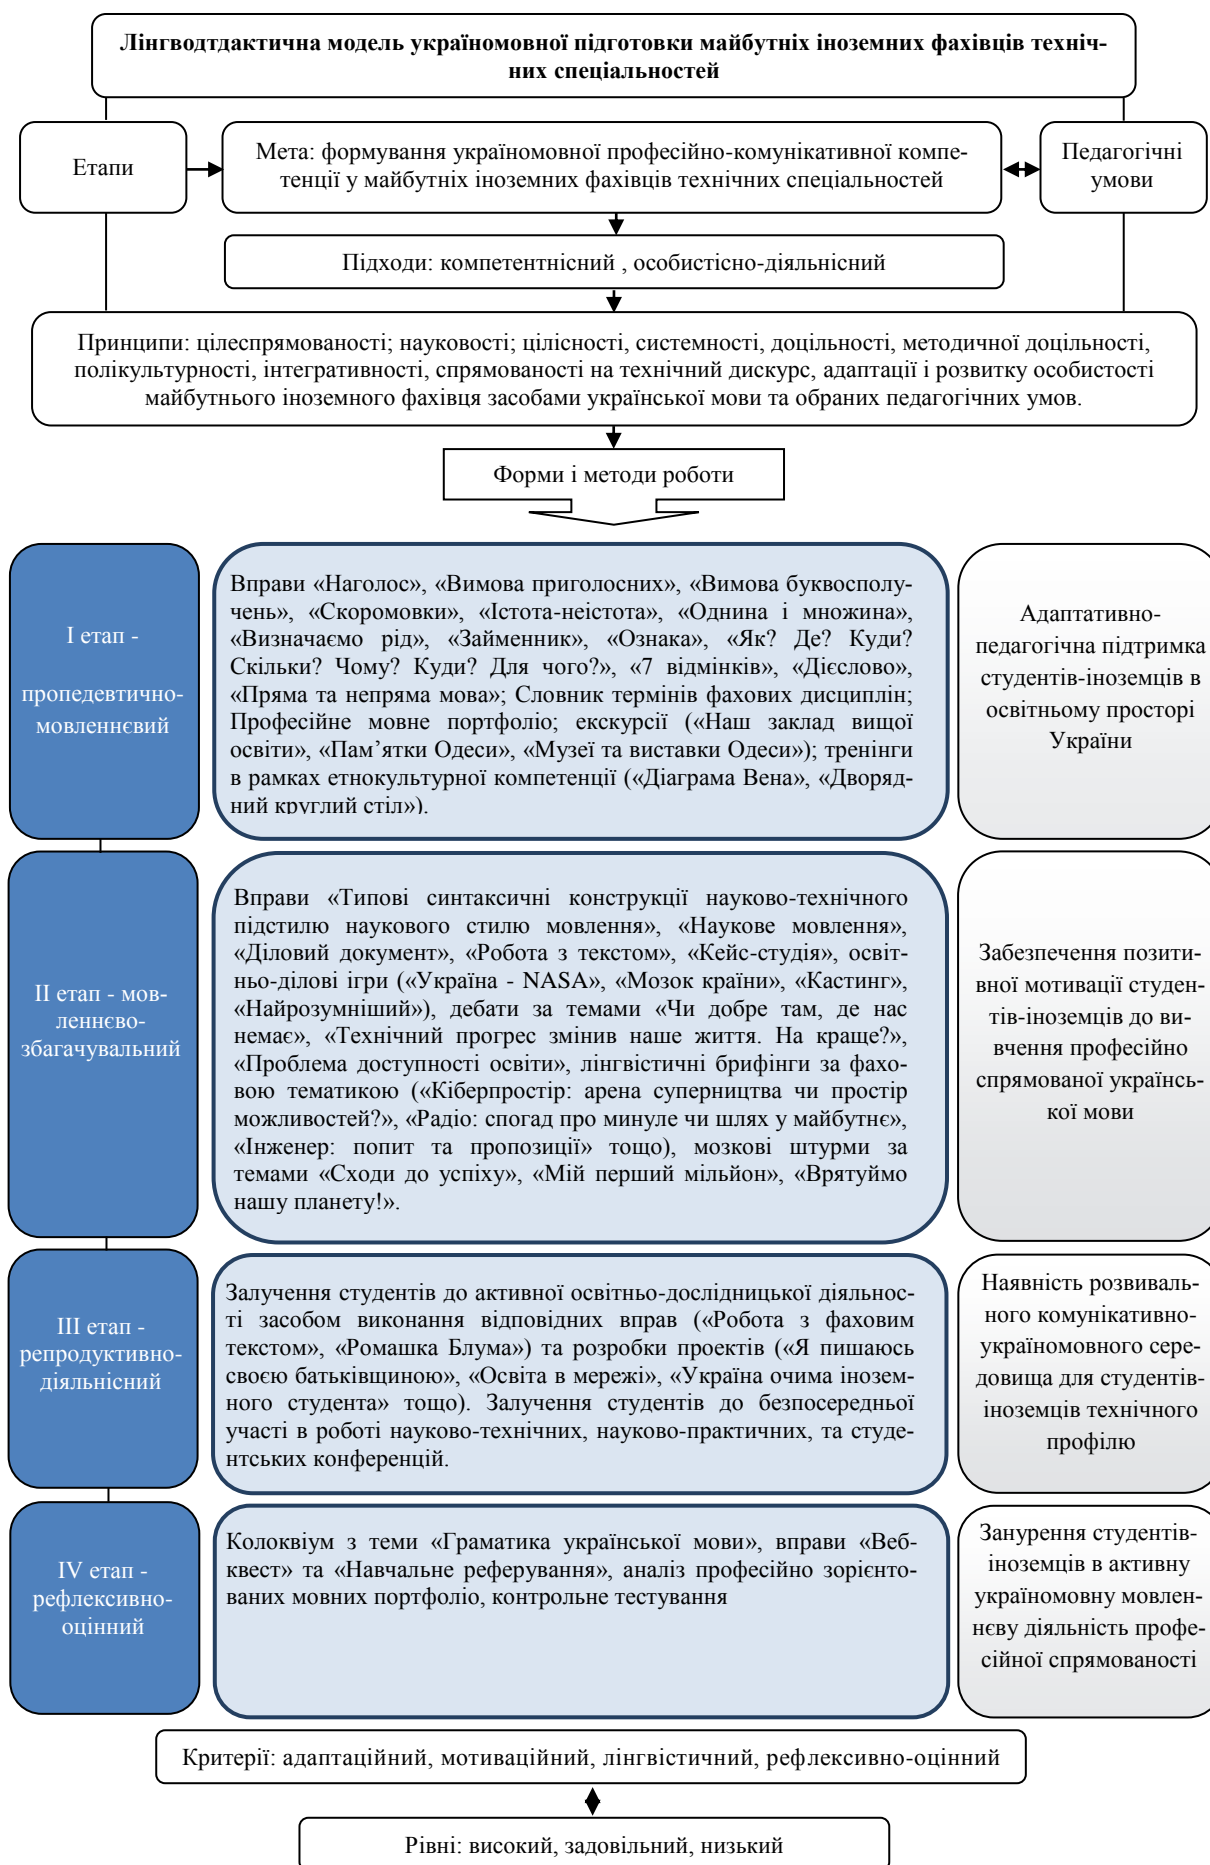 Лінгводтдактична модель україномовної підготовки майбутніх іноземних фахівців техніч-
них спеціальностей
Етапи
Мета: формування україномовної професійно-комунікативної компе-
тенції у майбутніх іноземних фахівців технічних спеціальностей
Педагогічні
умови
Підходи: компетентнісний , особистісно-діяльнісний
Принципи: цілеспрямованості; науковості; цілісності, системності, доцільності, методичної доцільності,
полікультурності, інтегративності, спрямованості на технічний дискурс, адаптації і розвитку особистості
майбутнього іноземного фахівця засобами української мови та обраних педагогічних умов.
Форми і методи роботи
І етап -
пропедевтично-
мовленнєвий
Вправи «Наголос», «Вимова приголосних», «Вимова буквосполу-
чень», «Скоромовки», «Істота-неістота», «Однина і множина»,
«Визначаємо рід», «Займенник», «Ознака», «Як? Де? Куди?
Скільки? Чому? Куди? Для чого?», «7 відмінків», «Дієслово»,
«Пряма та непряма мова»; Словник термінів фахових дисциплін;
Професійне мовне портфоліо; екскурсії («Наш заклад вищої
освіти», «Пам’ятки Одеси», «Музеї та виставки Одеси»); тренінги
в рамках етнокультурної компетенції («Діаграма Вена», «Дворяд-
ний круглий стіл»).
Адаптативно-
педагогічна підтримка
студентів-іноземців в
освітньому просторі
України
ІІ етап - мов-
леннєво-
збагачувальний
Вправи «Типові синтаксичні конструкції науково-технічного
підстилю наукового стилю мовлення», «Наукове мовлення»,
«Діловий документ», «Робота з текстом», «Кейс-студія», освіт-
ньо-ділові ігри («Україна - NASA», «Мозок країни», «Кастинг»,
«Найрозумніший»), дебати за темами «Чи добре там, де нас
немає», «Технічний прогрес змінив наше життя. На краще?»,
«Проблема доступності освіти», лінгвістичні брифінги за фахо-
вою тематикою («Кіберпростір: арена суперництва чи простір
можливостей?», «Радіо: спогад про минуле чи шлях у майбутнє»,
«Інженер: попит та пропозиції» тощо), мозкові штурми за
темами «Сходи до успіху», «Мій перший мільйон», «Врятуймо
нашу планету!».
Забезпечення позити-
вної мотивації студен-
тів-іноземців до ви-
вчення професійно
спрямованої українсь-
кої мови
ІІІ етап -
репродуктивно-
діяльнісний
Залучення студентів до активної освітньо-дослідницької діяльнос-
ті засобом виконання відповідних вправ («Робота з фаховим
текстом», «Ромашка Блума») та розробки проектів («Я пишаюсь
своєю батьківщиною», «Освіта в мережі», «Україна очима інозем-
ного студента» тощо). Залучення студентів до безпосередньої
участі в роботі науково-технічних, науково-практичних, та студе-
нтських конференцій.
Наявність розвиваль-
ного комунікативно-
україномовного сере-
довища для студентів-
іноземців технічного
профілю
IV етап -
рефлексивно-
оцінний
Колоквіум з теми «Граматика української мови», вправи «Веб-
квест» та «Навчальне реферування», аналіз професійно зорієнто-
ваних мовних портфоліо, контрольне тестування
Занурення студентів-
іноземців в активну
україномовну мовлен-
нєву діяльність профе-
сійної спрямованості
Критерії: адаптаційний, мотиваційний, лінгвістичний, рефлексивно-оцінний
Рівні: високий, задовільний, низький